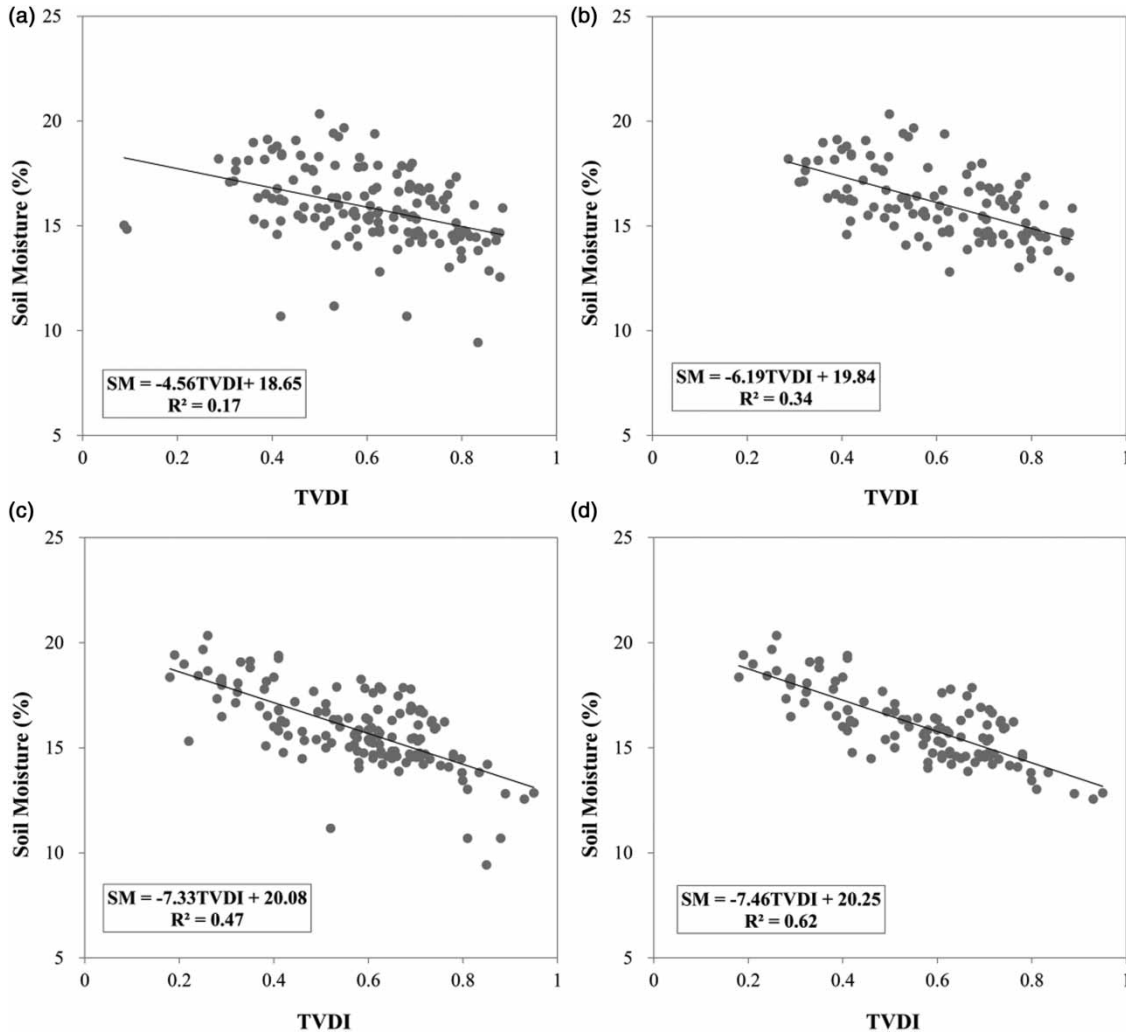 (a)
25
20
15
10
5
Soil Moisture (%)
SM = -4.56TVDI+ 18.65
R² = 0.17
0 0.2 0.4 0.6 0.8 1
TVDI
(b)
25
20
15
10
5
Soil Moisture (%)
SM = -6.19TVDI + 19.84
R² = 0.34
0 0.2 0.4 0.6 0.8 1
TVDI
(c)
25
20
15
10
5
Soil Moisture (%)
SM = -7.33TVDI + 20.08
R² = 0.47
0 0.2 0.4 0.6 0.8 1
TVDI
(d)
25
20
15
10
5
Soil Moisture (%)
SM = -7.46TVDI + 20.25
R² = 0.62
0 0.2 0.4 0.6 0.8 1
TVDI